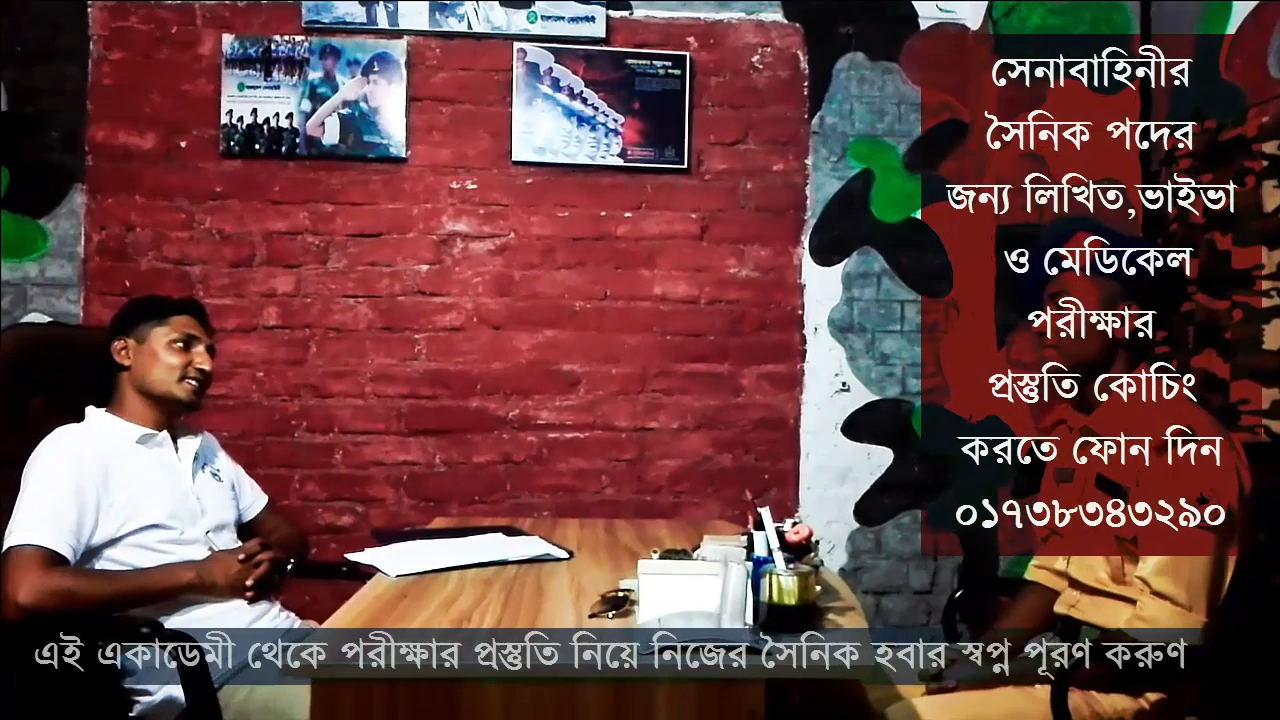 সেনাবাহিনীর
সৈনিক পদের
জন্য লিখিত,ভাইভা
ও মেডিকেল
পরীক্ষার
প্রস্তুতি কোচিং
করতে ফোন দিন
০১৭৩৮৩৪৩২৯০
এই একাডেমী থেকে পরীক্ষার প্রস্তুতি নিয়ে নিজের সৈনিক হবার স্বপ্ন পূরণ করুণ